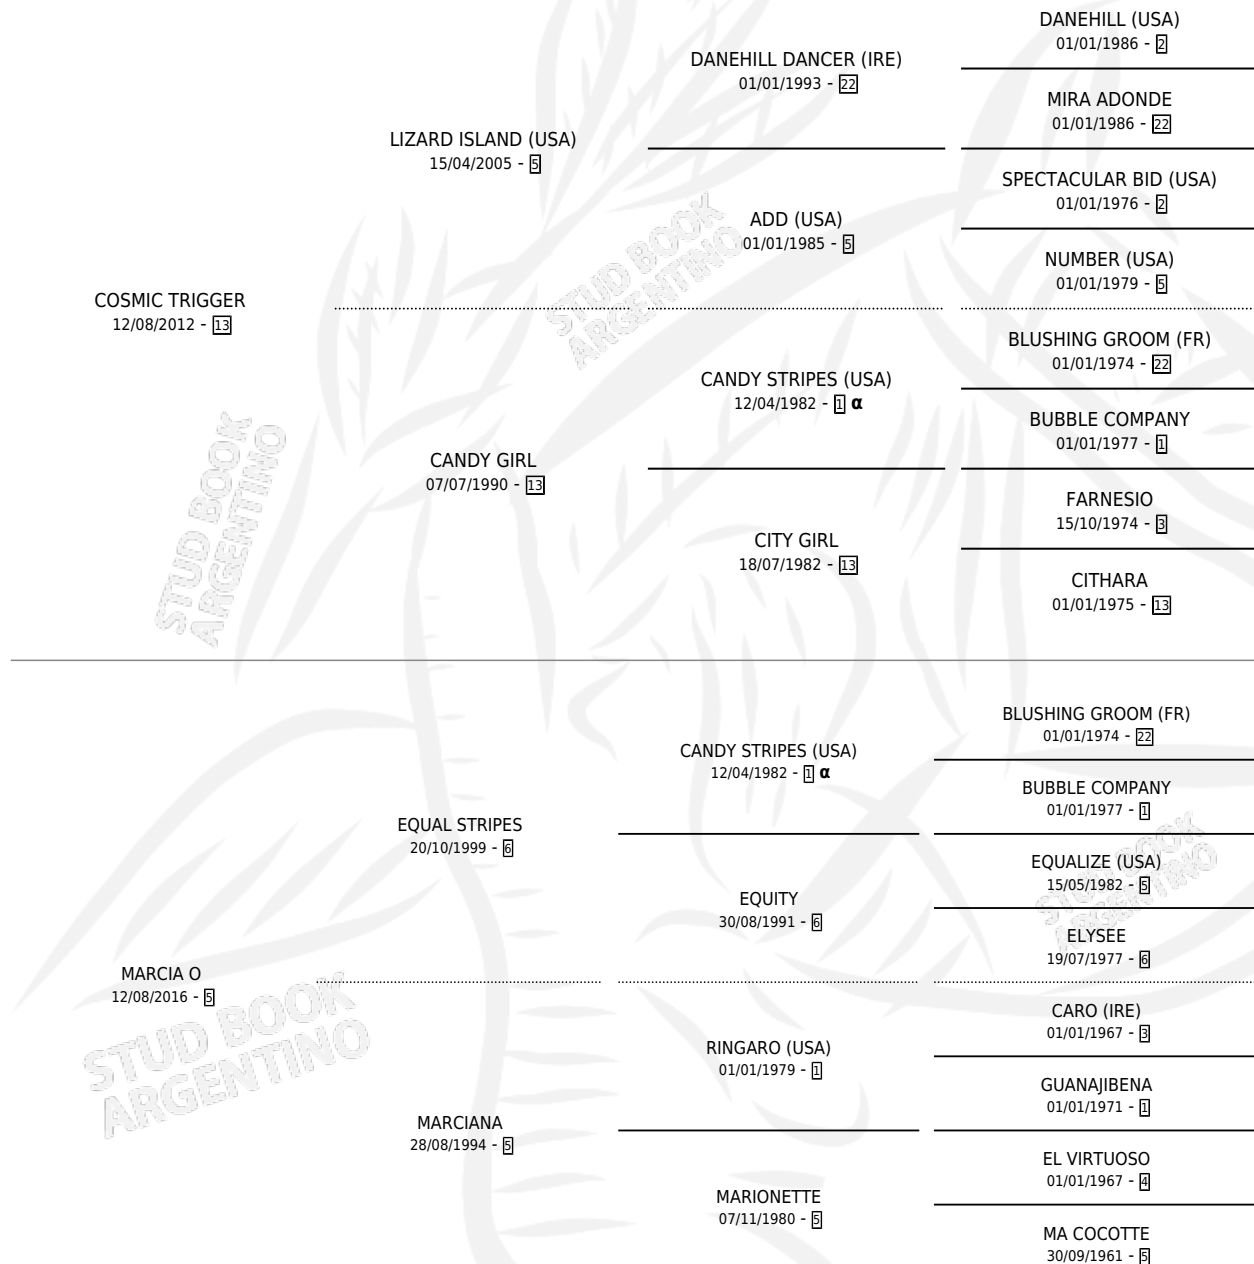 DANEHILL (USA)
01/01/1986 - 2
DANEHILL DANCER (IRE)
01/01/1993 - 22
MIRA ADONDE
01/01/1986 - 22
LIZARD ISLAND (USA)
15/04/2005 - 5
SPECTACULAR BID (USA)
01/01/1976 - 2
ADD (USA)
01/01/1985 - 5
NUMBER (USA)
01/01/1979 - 5
COSMIC TRIGGER
12/08/2012 - 13
BLUSHING GROOM (FR)
01/01/1974 - 22
CANDY STRIPES (USA)
12/04/1982 - 1 α
BUBBLE COMPANY
01/01/1977 - 1
CANDY GIRL
07/07/1990 - 13
FARNESIO
15/10/1974 - 3
CITY GIRL
18/07/1982 - 13
CITHARA
01/01/1975 - 13
BLUSHING GROOM (FR)
01/01/1974 - 22
CANDY STRIPES (USA)
12/04/1982 - 1 α
BUBBLE COMPANY
01/01/1977 - 1
EQUAL STRIPES
20/10/1999 - 6
EQUALIZE (USA)
15/05/1982 - 5
EQUITY
30/08/1991 - 6
ELYSEE
19/07/1977 - 6
MARCIA O
12/08/2016 - 5
CARO (IRE)
01/01/1967 - 3
RINGARO (USA)
01/01/1979 - 1
GUANAJIBENA
01/01/1971 - 1
MARCIANA
28/08/1994 - 5
EL VIRTUOSO
01/01/1967 - 4
MARIONETTE
07/11/1980 - 5
MA COCOTTE
30/09/1961 - 5
STUD BOOK
ARGENTINO
STUD BOOK
ARGENTINO
STUD BOOK
ARGENTINO
STUD BOOK
ARGENTINO